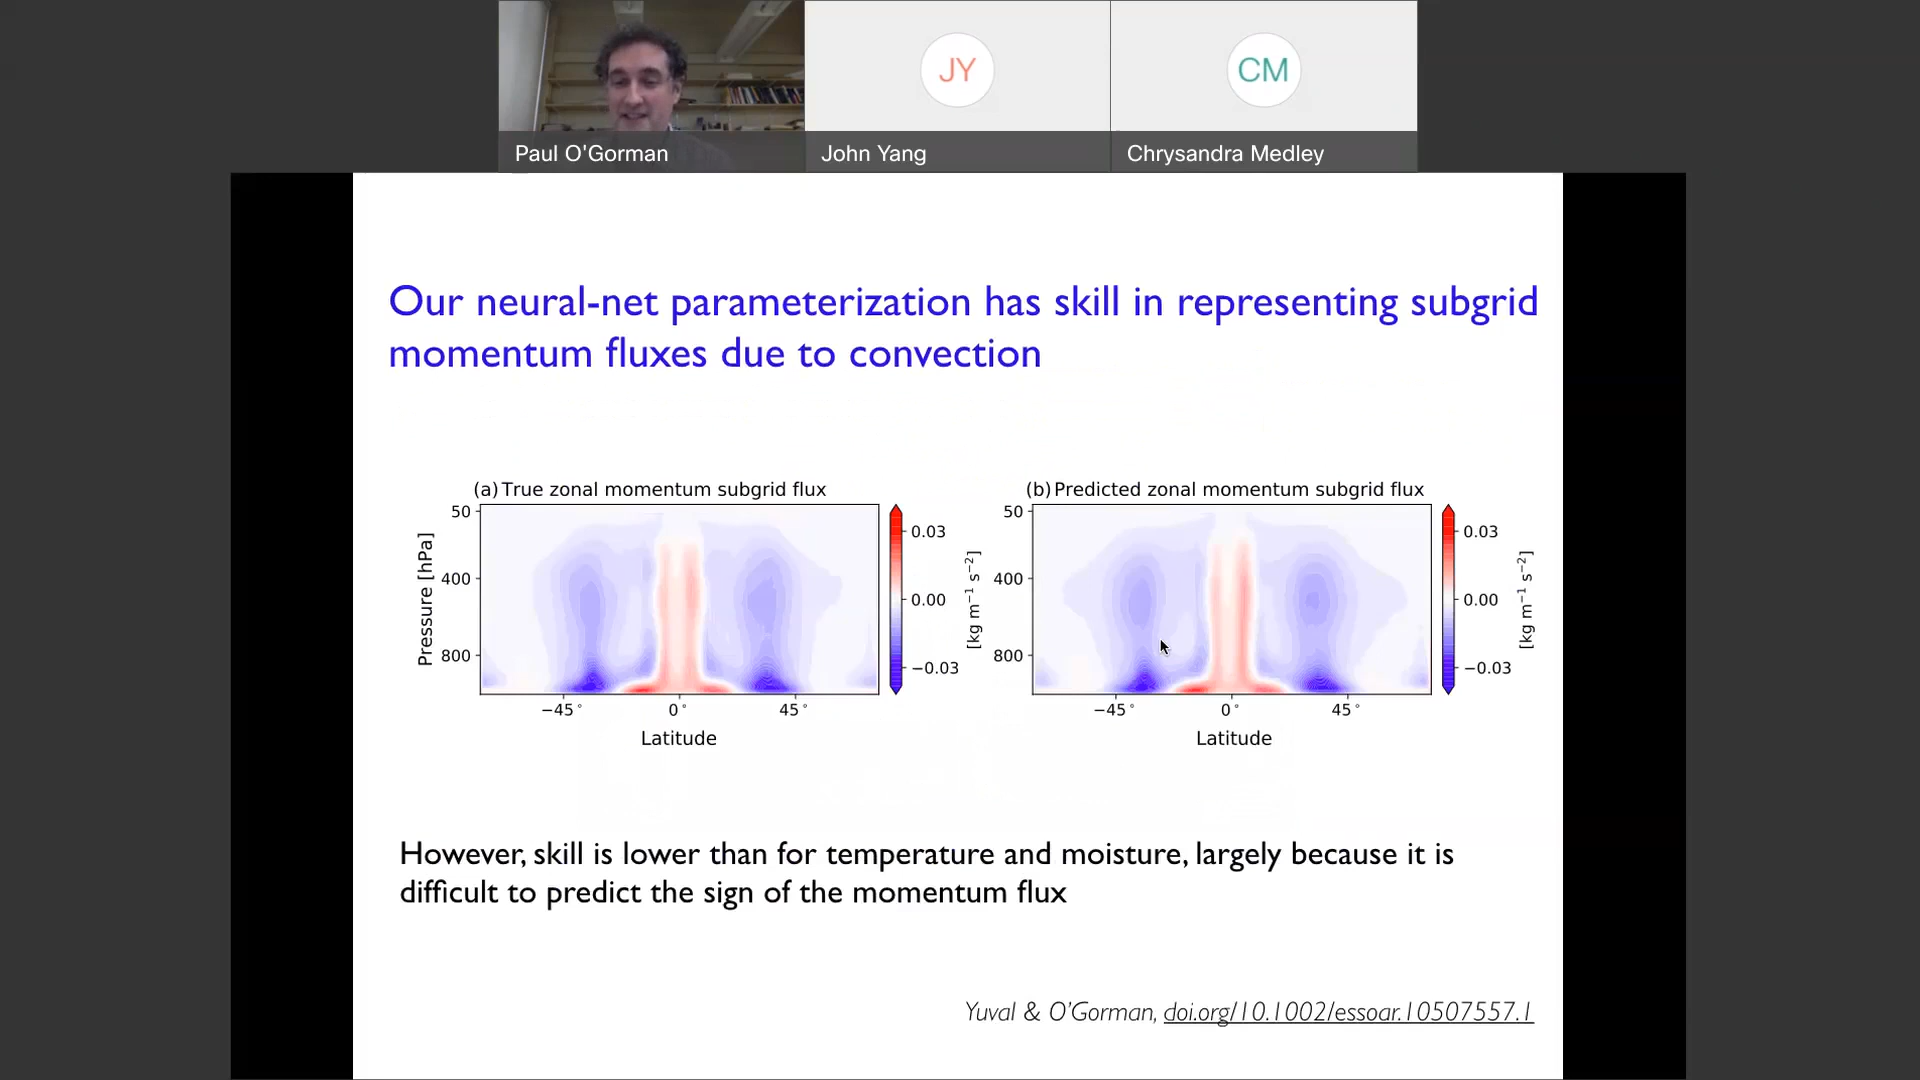 JY
CM
Paul O'Gorman
John Yang
Chrysandra Medley
Our neural-net parameterization has skill in representing subgrid
momentum fluxes due to convection
(a) True zonal momentum subgrid flux
50
400
800
Pressure [hPa]
−45°
0°
45°
Latitude
0.03
0.00
−0.03
[kg m⁻¹ s⁻²]
(b) Predicted zonal momentum subgrid flux
50
400
800
−45°
0°
45°
Latitude
0.03
0.00
−0.03
[kg m⁻¹ s⁻²]
However, skill is lower than for temperature and moisture, largely because it is
difficult to predict the sign of the momentum flux
Yuval & O'Gorman, doi.org/10.1002/essoar.10507557.1